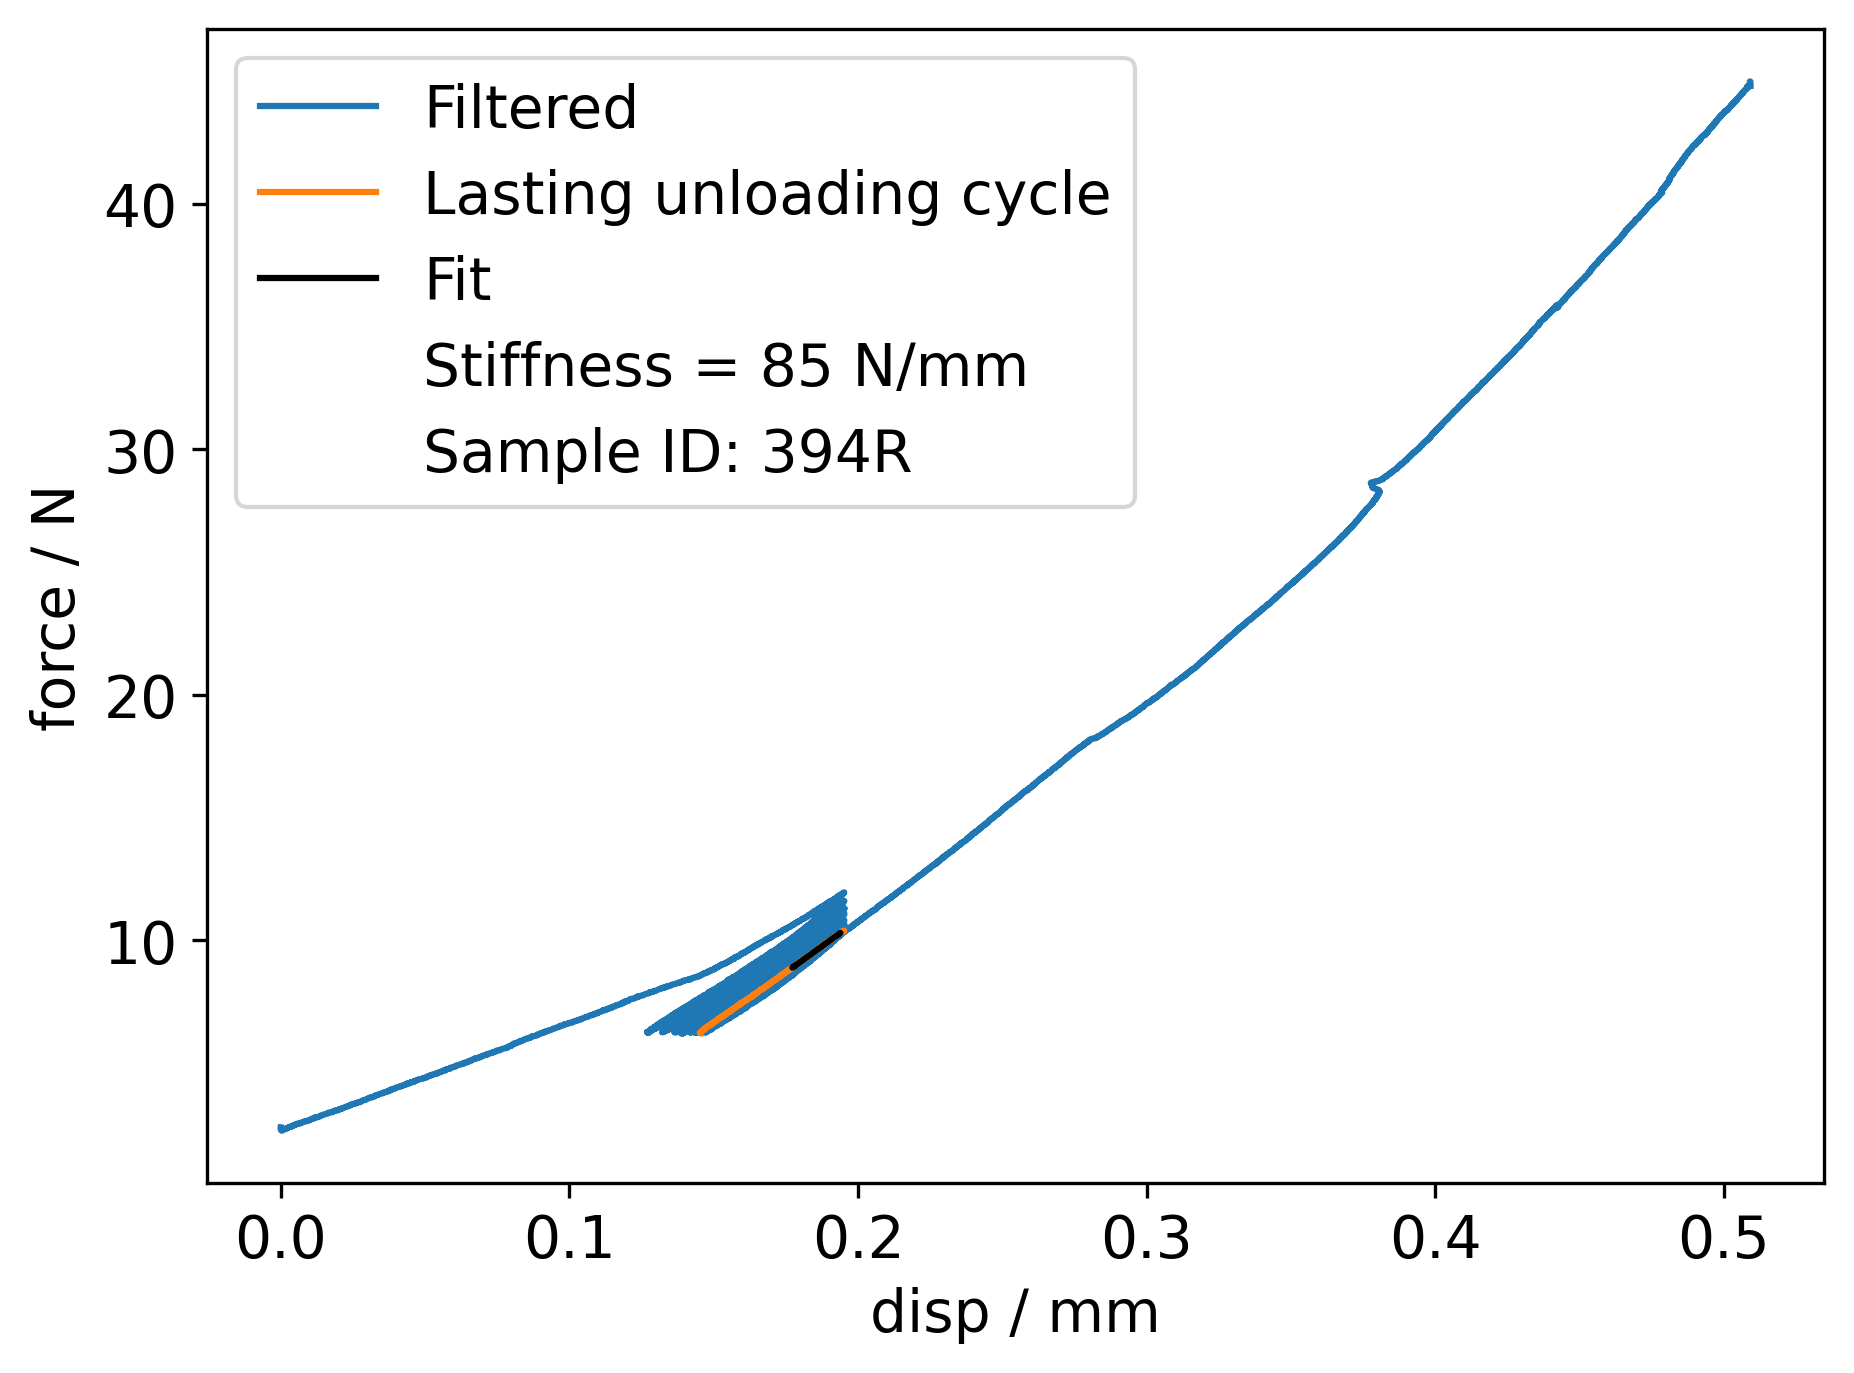 Filtered
Lasting unloading cycle
Fit
Stiffness = 85 N/mm
Sample ID: 394R
40
30
20
10
force / N
0.0 0.1 0.2 0.3 0.4 0.5
disp / mm